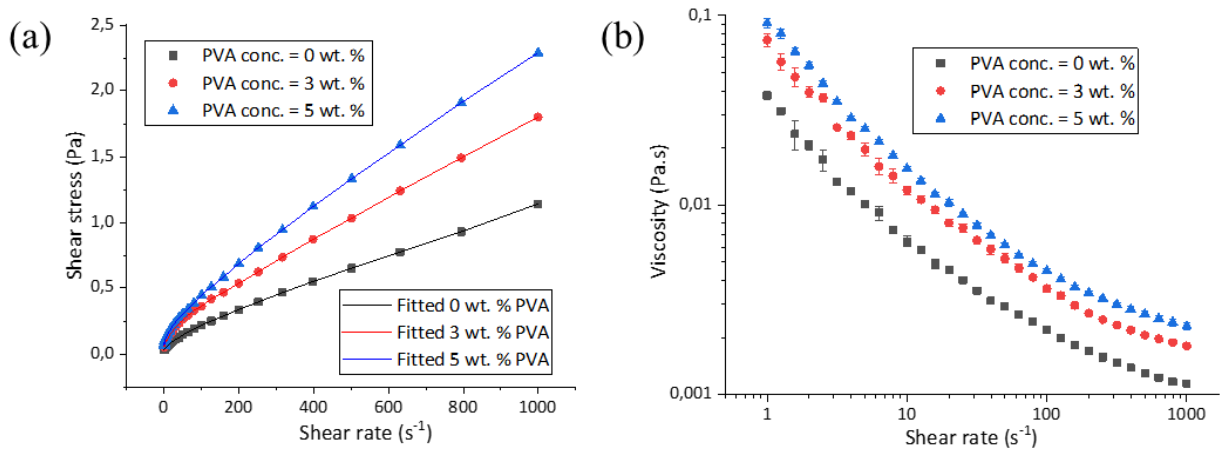 (a)
2,5
2,0
1,5
1,0
0,5
0,0
Shear stress (Pa)
PVA conc. = 0 wt. %
PVA conc. = 3 wt. %
PVA conc. = 5 wt. %
Fitted 0 wt. % PVA
Fitted 3 wt. % PVA
Fitted 5 wt. % PVA
0 200 400 600 800 1000
Shear rate (s⁻¹)
(b)
0,1
0,01
0,001
Viscosity (Pa.s)
PVA conc. = 0 wt. %
PVA conc. = 3 wt. %
PVA conc. = 5 wt. %
1 10 100 1000
Shear rate (s⁻¹)